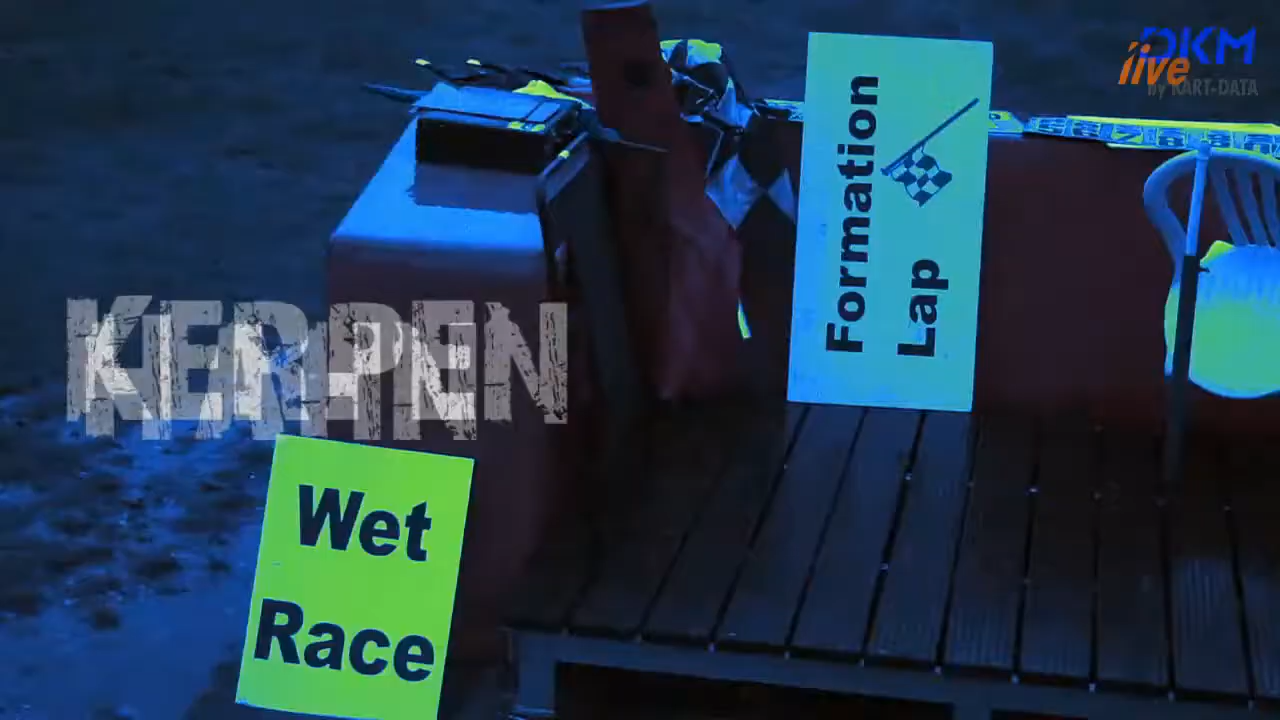 DKM
live
by KART-DATA
Formation
Lap
KERPEN
Wet
Race